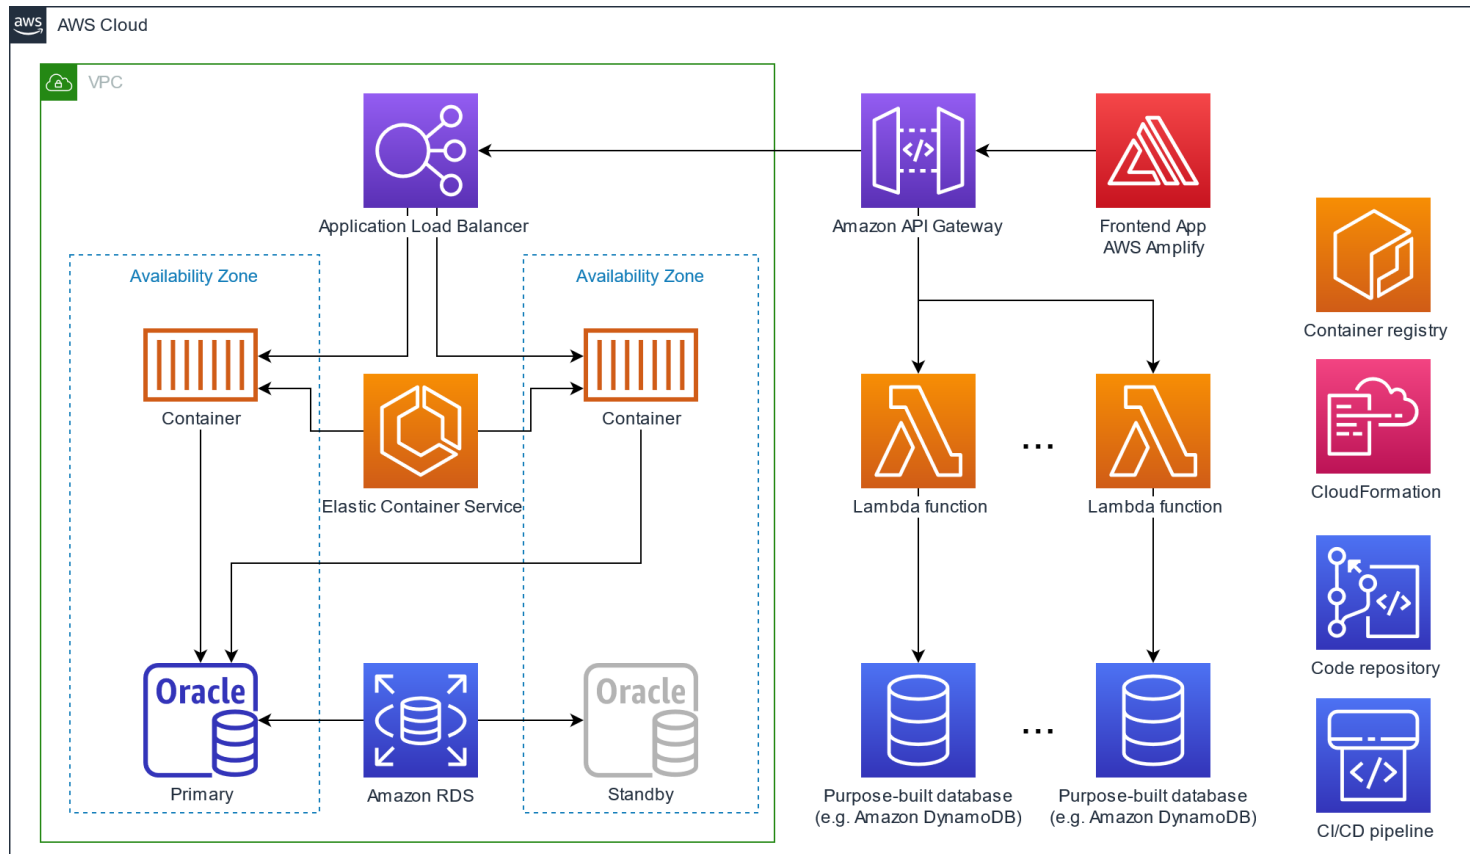 aws
AWS Cloud
VPC
Application Load Balancer
Amazon API Gateway
Frontend App
AWS Amplify
Availability Zone
Availability Zone
Container registry
Container
Container
Elastic Container Service
...
Lambda function
Lambda function
CloudFormation
Code repository
Oracle
Oracle
...
Primary
Amazon RDS
Standby
Purpose-built database
(e.g. Amazon DynamoDB)
Purpose-built database
(e.g. Amazon DynamoDB)
CI/CD pipeline